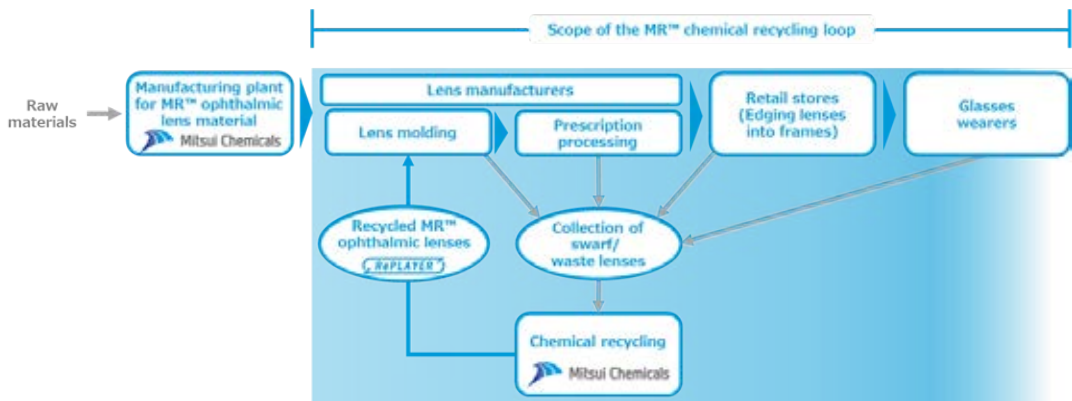 Scope of the MR™ chemical recycling loop
Raw
materials
Manufacturing plant
for MR™ ophthalmic
lens material
Mitsui Chemicals
Lens manufacturers
Lens molding
Prescription
processing
Retail stores
(Edging lenses
into frames)
Glasses
wearers
Recycled MR™
ophthalmic lenses
RePLAYER
Collection of
swarf/
waste lenses
Chemical recycling
Mitsui Chemicals